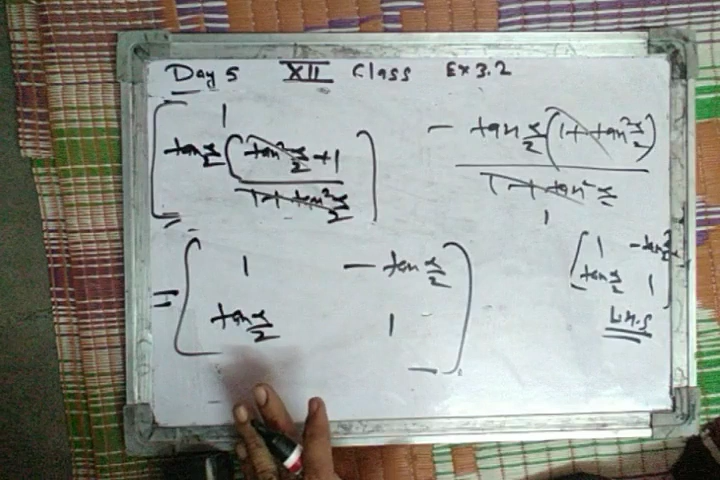 Day 5 XII Class Ex 3.2
1
tan x/2 (tan² x/2 + 1) / (1 + tan² x/2)
- tan x/2 (1 + tan² x/2) / (1 + tan² x/2)
1
= [ 1 - tan x/2
tan x/2 1 ]
[ 1 - tan x/2
tan x/2 1 ]
L.H.S